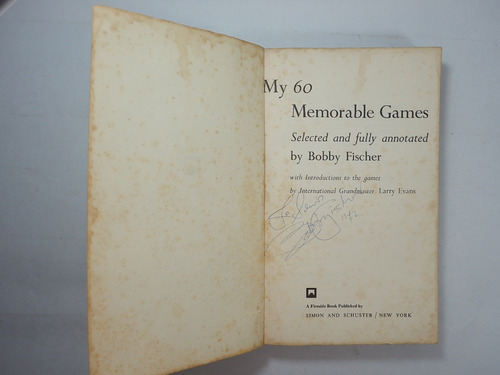 My 60
Memorable Games
Selected and fully annotated
by Bobby Fischer
with Introductions to the games
by International Grandmaster Larry Evans
A Fireside Book Published by
SIMON AND SCHUSTER / NEW YORK